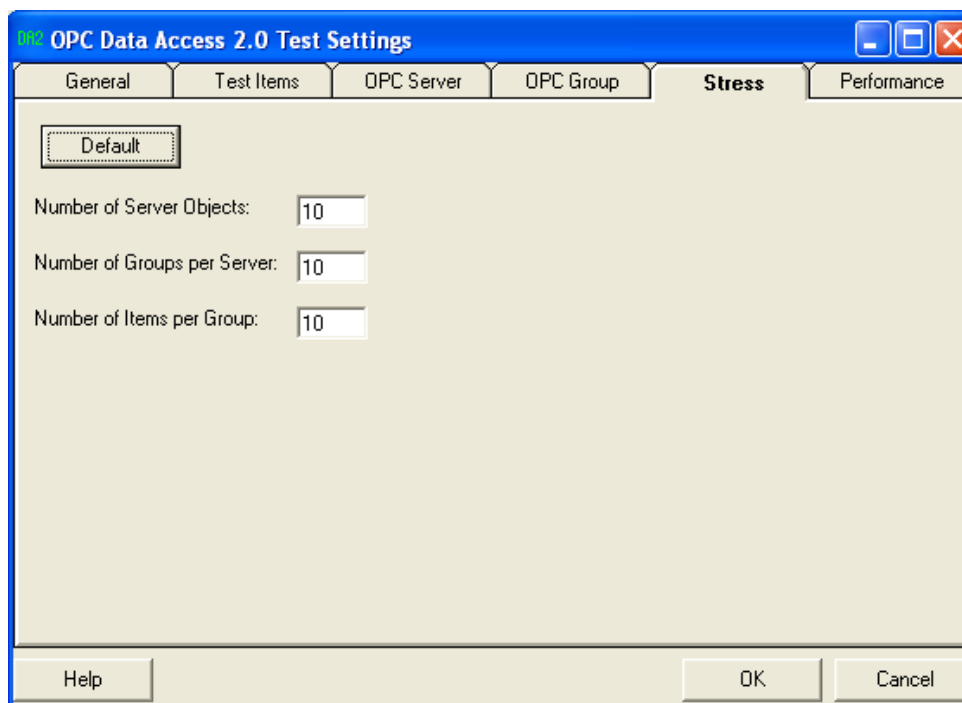 DA2 OPC Data Access 2.0 Test Settings
General Test Items OPC Server OPC Group Stress Performance
Default
Number of Server Objects: 10
Number of Groups per Server: 10
Number of Items per Group: 10
Help OK Cancel